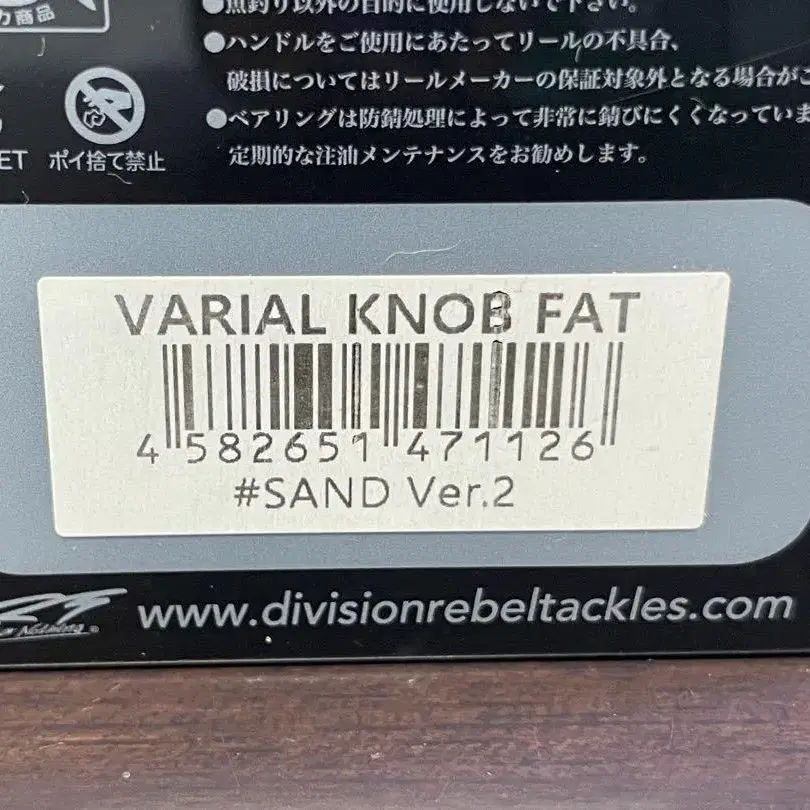 カ商品
●魚釣り以外の目的に使用しないで下さい。
●ハンドルをご使用にあたってリールの不具合、
破損についてはリールメーカーの保証対象外となる場合がご
●ベアリングは防錆処理によって非常に錆びにくくなっていま
定期的な注油メンテナンスをお勧めします。
ET
ポイ捨て禁止
VARIAL KNOB FAT
4 582651 471126
#SAND Ver.2
www.divisionrebeltackles.com